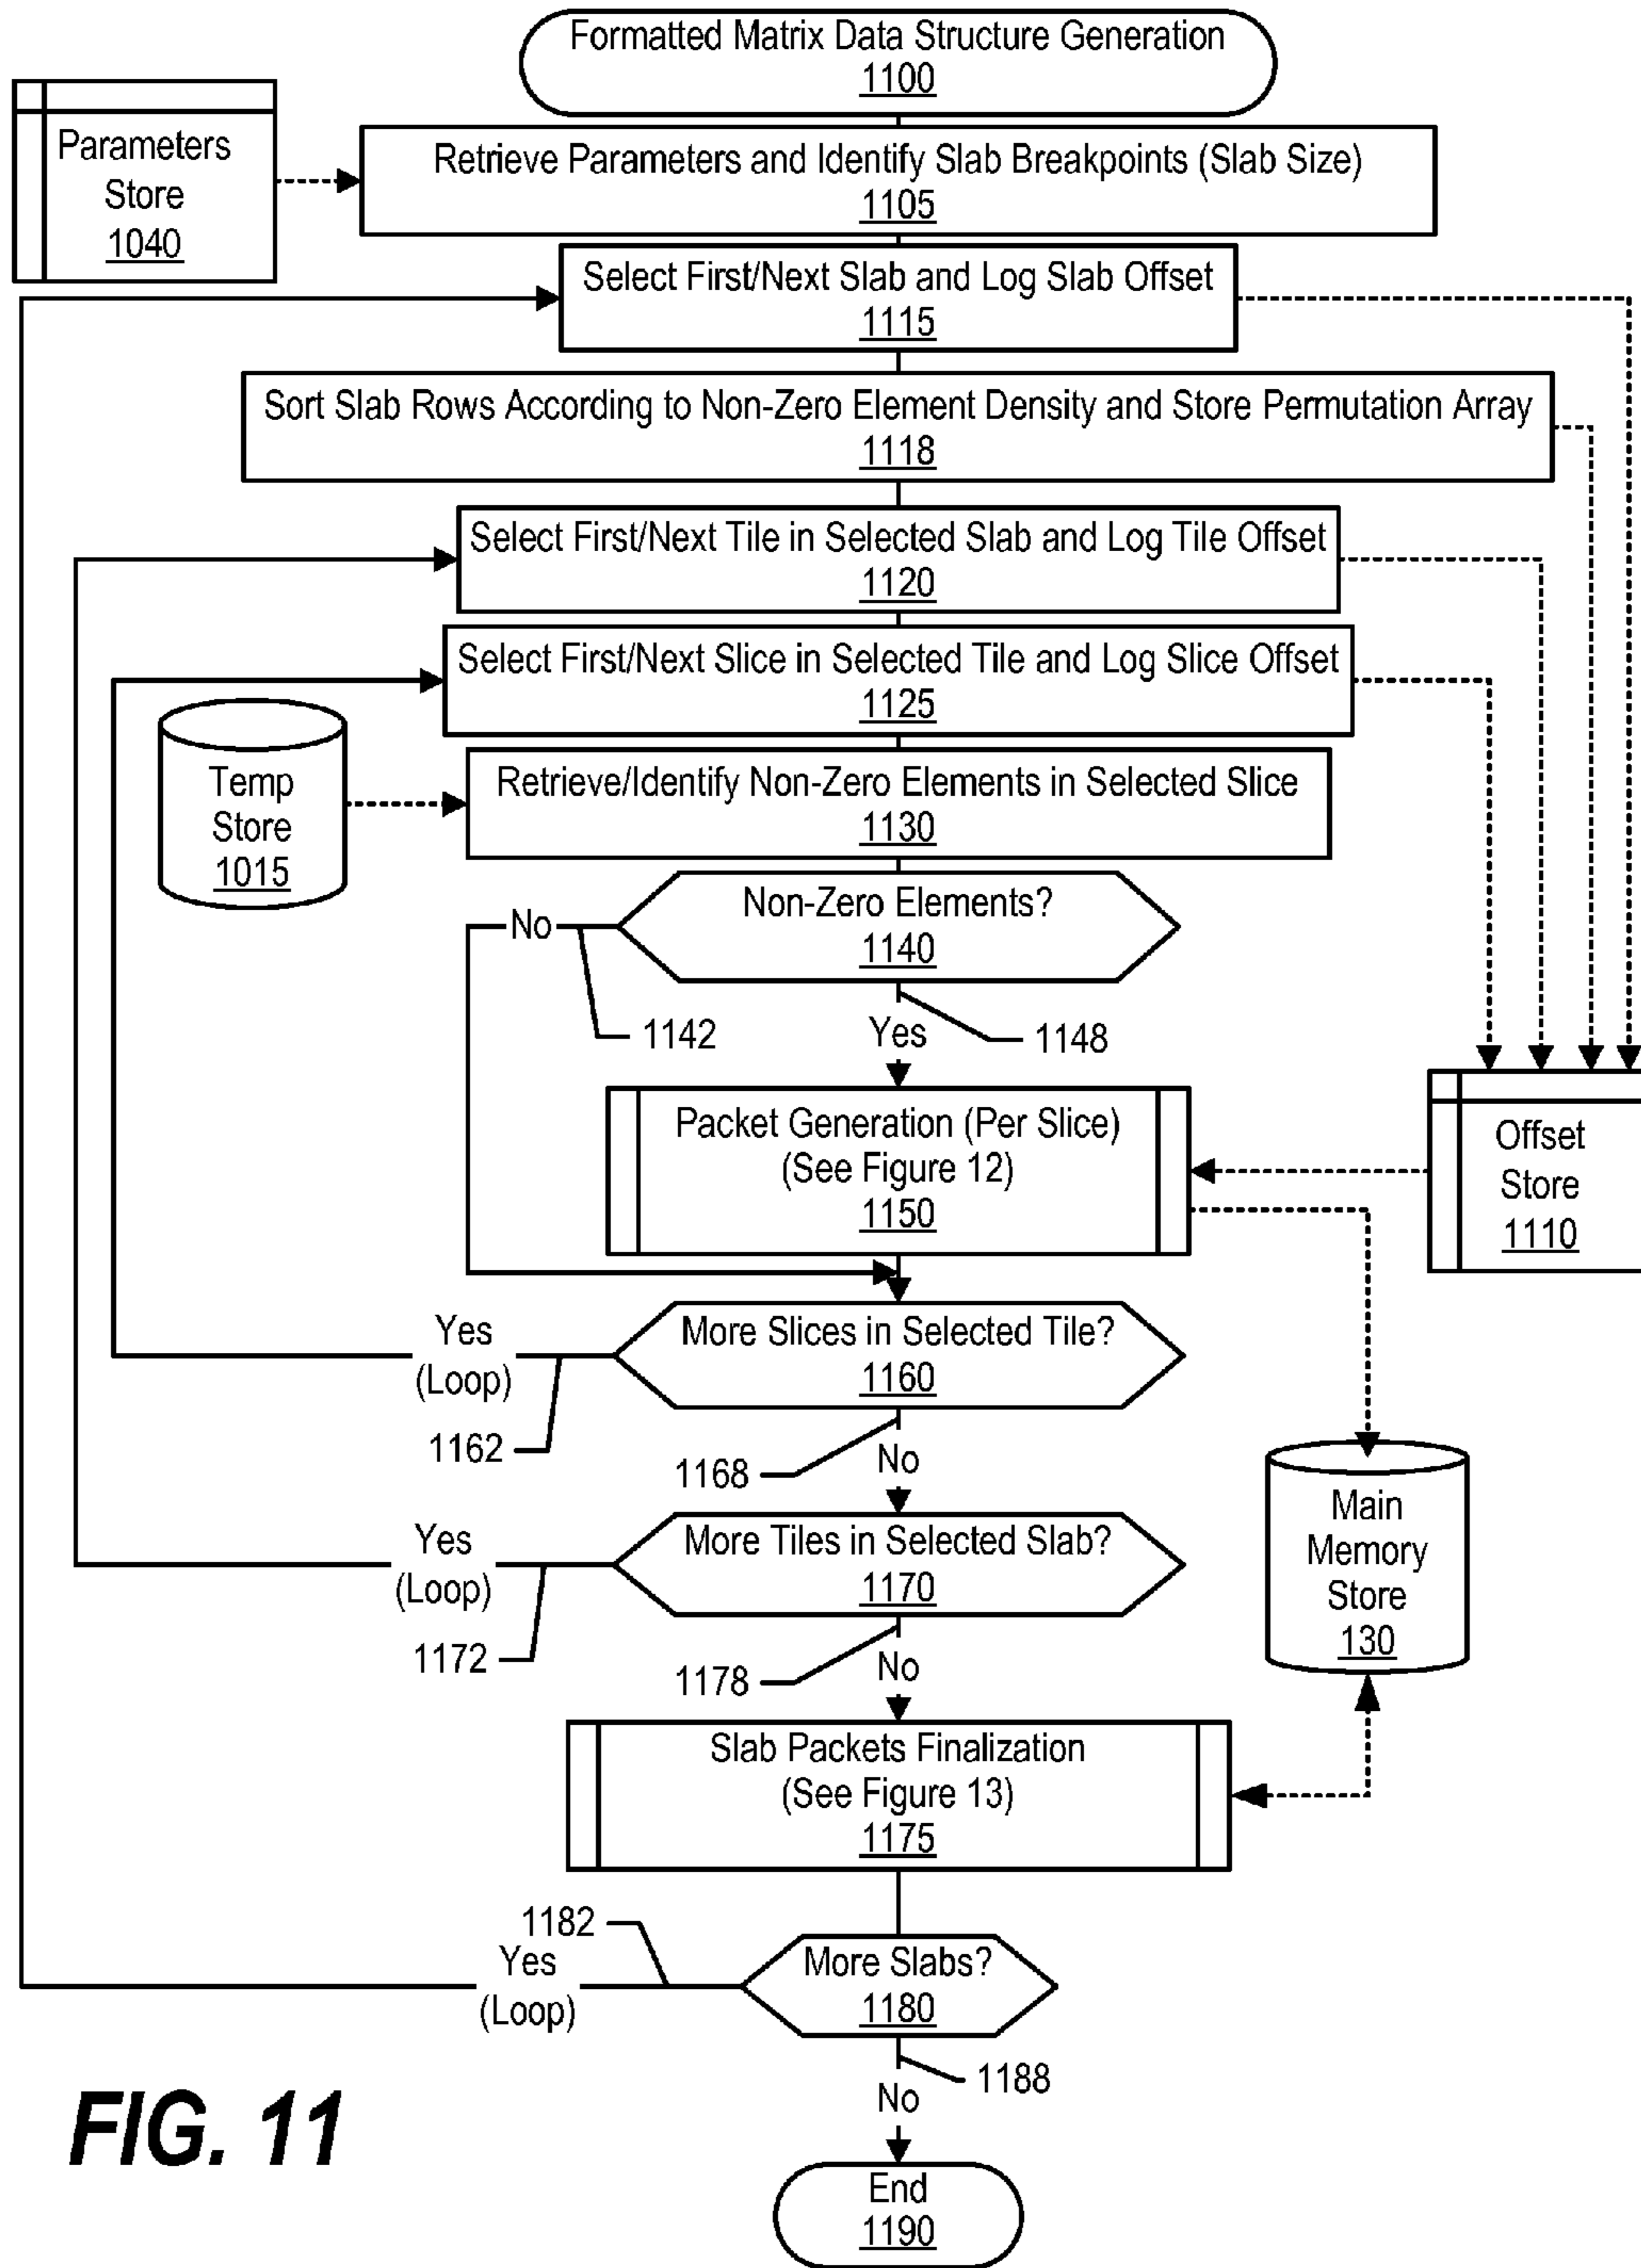 Formatted Matrix Data Structure Generation
1100
Parameters
Store
1040
Retrieve Parameters and Identify Slab Breakpoints (Slab Size)
1105
Select First/Next Slab and Log Slab Offset
1115
Sort Slab Rows According to Non-Zero Element Density and Store Permutation Array
1118
Select First/Next Tile in Selected Slab and Log Tile Offset
1120
Select First/Next Slice in Selected Tile and Log Slice Offset
1125
Temp
Store
1015
Retrieve/Identify Non-Zero Elements in Selected Slice
1130
Non-Zero Elements?
1140
No
1142
1148
Yes
Packet Generation (Per Slice)
(See Figure 12)
1150
Offset
Store
1110
More Slices in Selected Tile?
1160
Yes
(Loop)
1162
1168
No
More Tiles in Selected Slab?
1170
Yes
(Loop)
1172
1178
No
Main
Memory
Store
130
Slab Packets Finalization
(See Figure 13)
1175
1182
Yes
(Loop)
More Slabs?
1180
1188
No
End
1190
FIG. 11